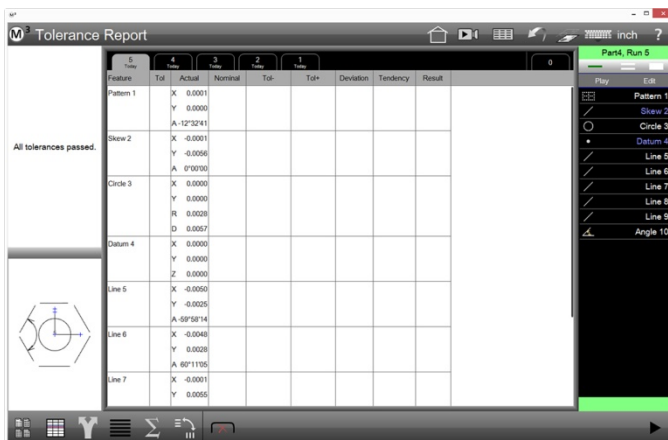 M³
M³ Tolerance Report
inch ?
Part4, Run 5
Play Edit
Pattern 1
Skew 2
Circle 3
Datum 4
Line 5
Line 6
Line 7
Line 8
Line 9
Angle 10
All tolerances passed.
5 Today
4 Today
3 Today
2 Today
1 Today
0
Feature Tol Actual Nominal Tol- Tol+ Deviation Tendency Result
Pattern 1 X 0.0001
Y 0.0000
A -12°32'41
Skew 2 X -0.0001
Y -0.0056
A 0°00'00
Circle 3 X 0.0000
Y 0.0000
R 0.0028
D 0.0057
Datum 4 X 0.0000
Y 0.0000
Z 0.0000
Line 5 X -0.0050
Y -0.0025
A -59°58'14
Line 6 X -0.0048
Y 0.0028
A 60°11'05
Line 7 X -0.0001
Y 0.0055